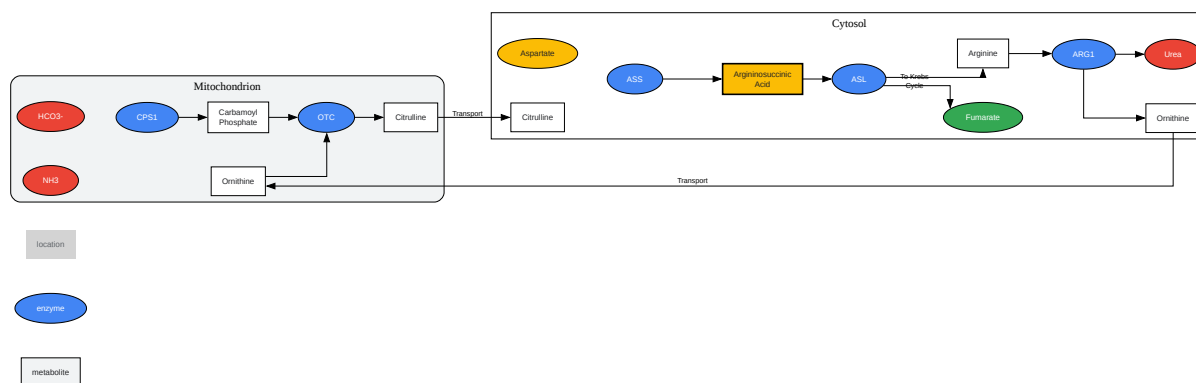 Cytosol
Aspartate
Arginine
ARG1
Urea
ASS
Argininosuccinic
Acid
ASL
To Krebs
Cycle
Mitochondrion
HCO3-
CPS1
Carbamoyl
Phosphate
OTC
Citrulline
Transport
Citrulline
Fumarate
Ornithine
NH3
Ornithine
Transport
location
enzyme
metabolite